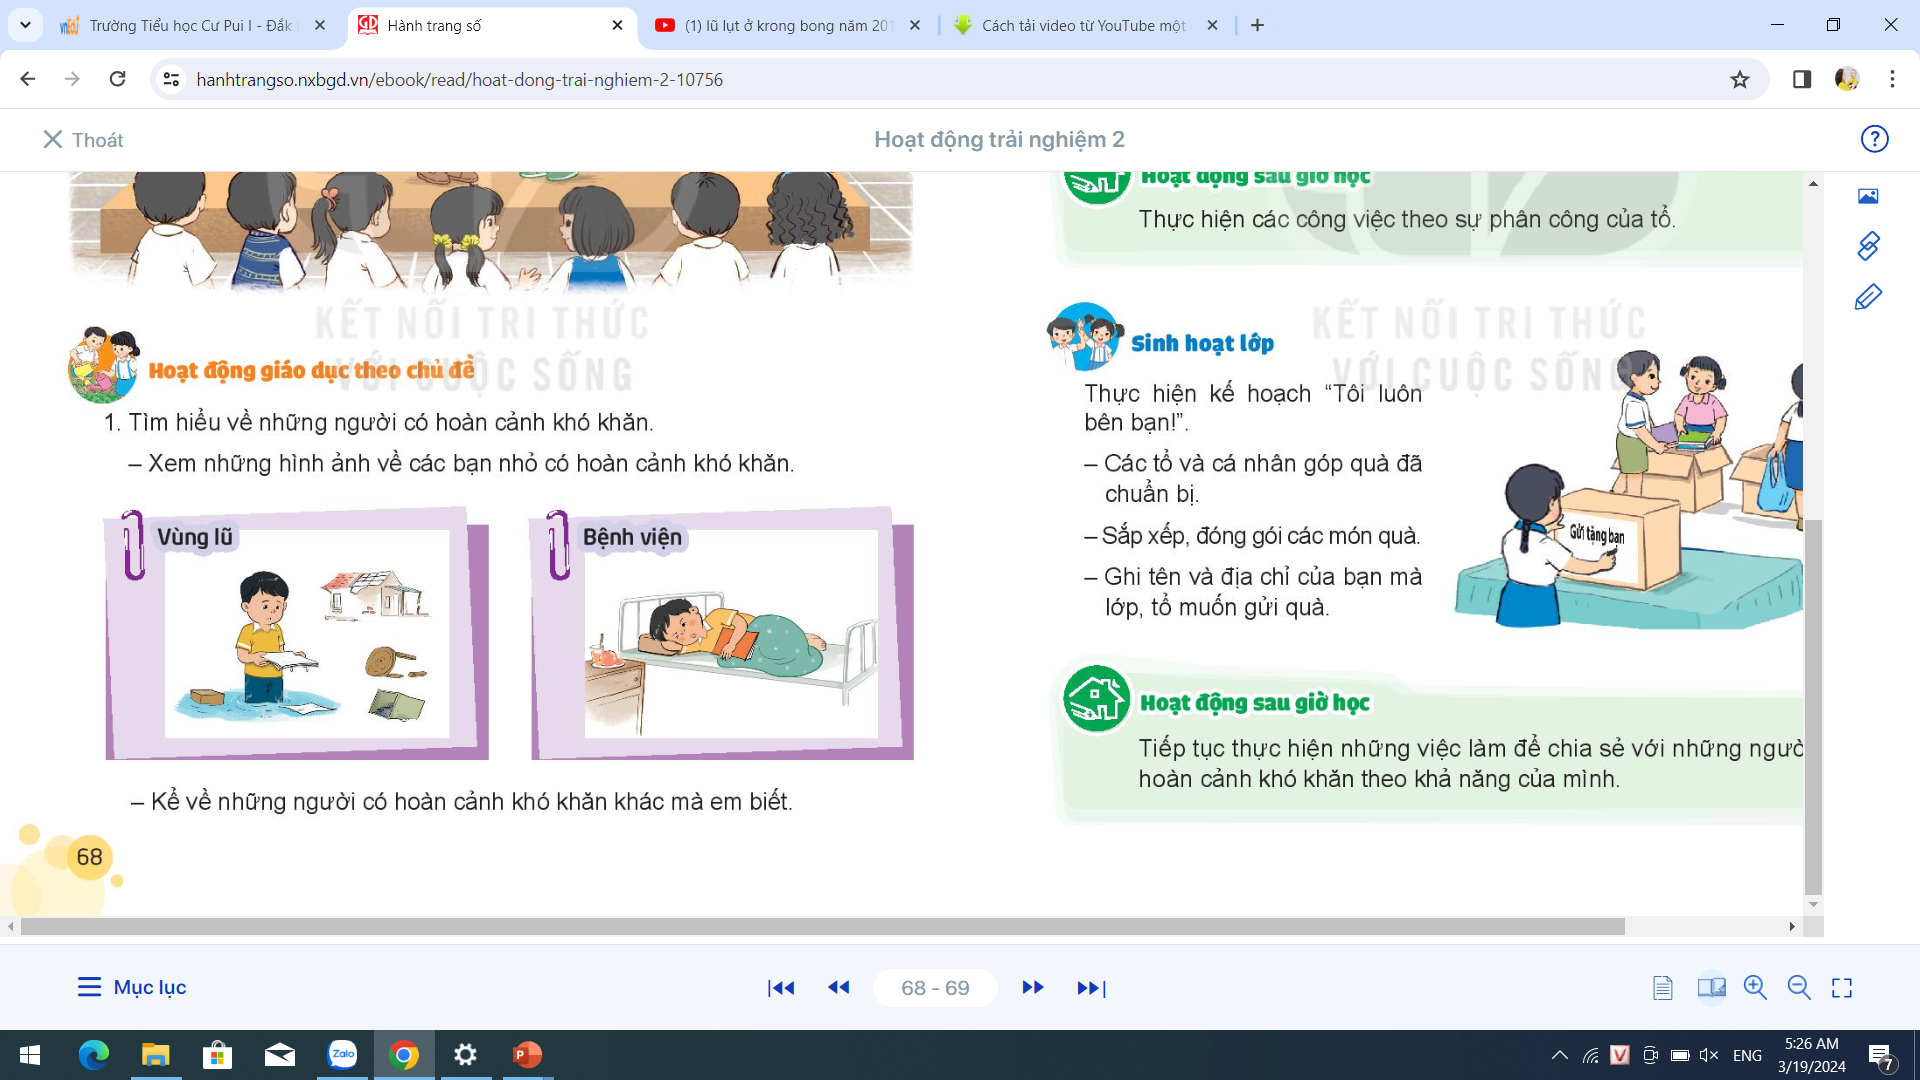 Trường Tiểu học Cư Pui I - Đắk
Hành trang số
(1) lũ lụt ở krong bong năm 201
Cách tải video từ YouTube một
hanhtrangso.nxbgd.vn/ebook/read/hoat-dong-trai-nghiem-2-10756
Thoát
Hoạt động trải nghiệm 2
KẾT NỐI TRI THỨC
VỚI CUỘC SỐNG
Hoạt động giáo dục theo chủ đề
1. Tìm hiểu về những người có hoàn cảnh khó khăn.
– Xem những hình ảnh về các bạn nhỏ có hoàn cảnh khó khăn.
Vùng lũ
Bệnh viện
– Kể về những người có hoàn cảnh khó khăn khác mà em biết.
68
Hoạt động sau giờ học
Thực hiện các công việc theo sự phân công của tổ.
KẾT NỐI TRI THỨC
VỚI CUỘC SỐNG
Sinh hoạt lớp
Thực hiện kế hoạch “Tôi luôn
bên bạn!”.
– Các tổ và cá nhân góp quà đã
chuẩn bị.
– Sắp xếp, đóng gói các món quà.
– Ghi tên và địa chỉ của bạn mà
lớp, tổ muốn gửi quà.
Gửi tặng bạn
Hoạt động sau giờ học
Tiếp tục thực hiện những việc làm để chia sẻ với những
hoàn cảnh khó khăn theo khả năng của mình.
Mục lục
68 - 69
Zalo
ENG
5:26 AM
3/19/2024
7